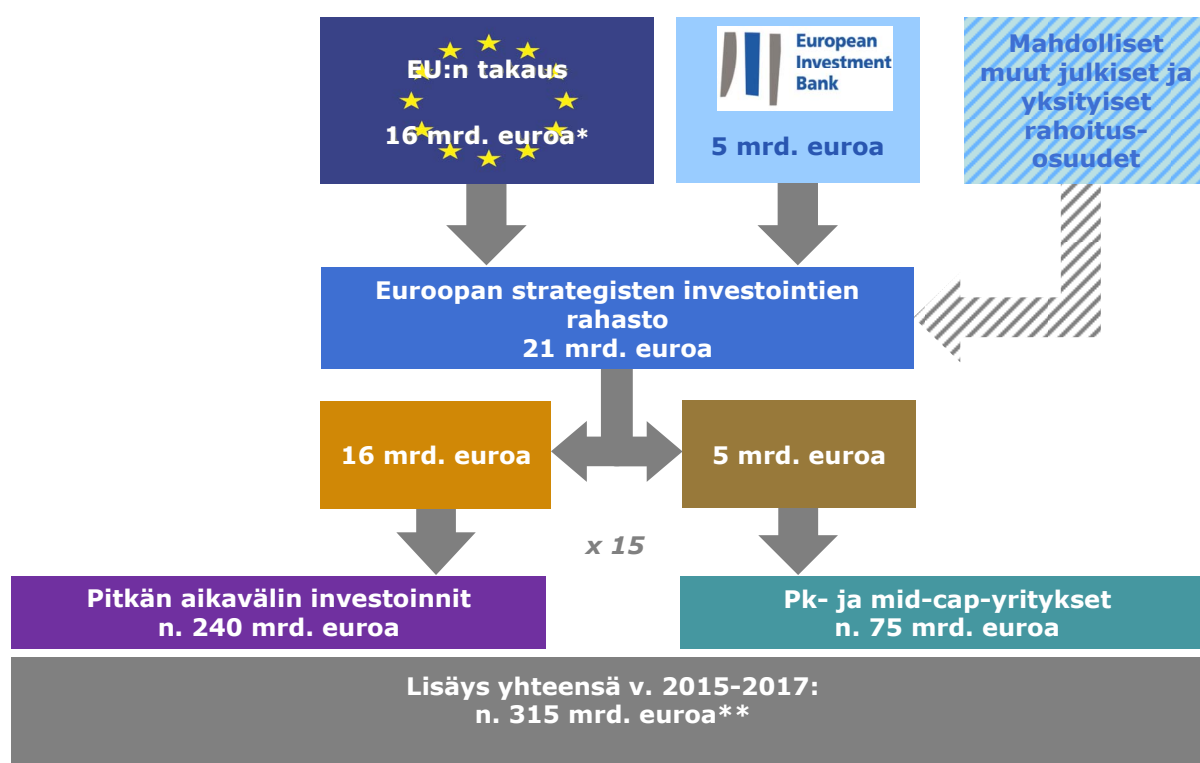 EU:n takaus
16 mrd. euroa*
European
Investment
Bank
5 mrd. euroa
Mahdolliset
muut julkiset ja
yksityiset
rahoitus-
osuudet
Euroopan strategisten investointien
rahasto
21 mrd. euroa
16 mrd. euroa
5 mrd. euroa
x 15
Pitkän aikavälin investoinnit
n. 240 mrd. euroa
Pk- ja mid-cap-yritykset
n. 75 mrd. euroa
Lisäys yhteensä v. 2015-2017:
n. 315 mrd. euroa**